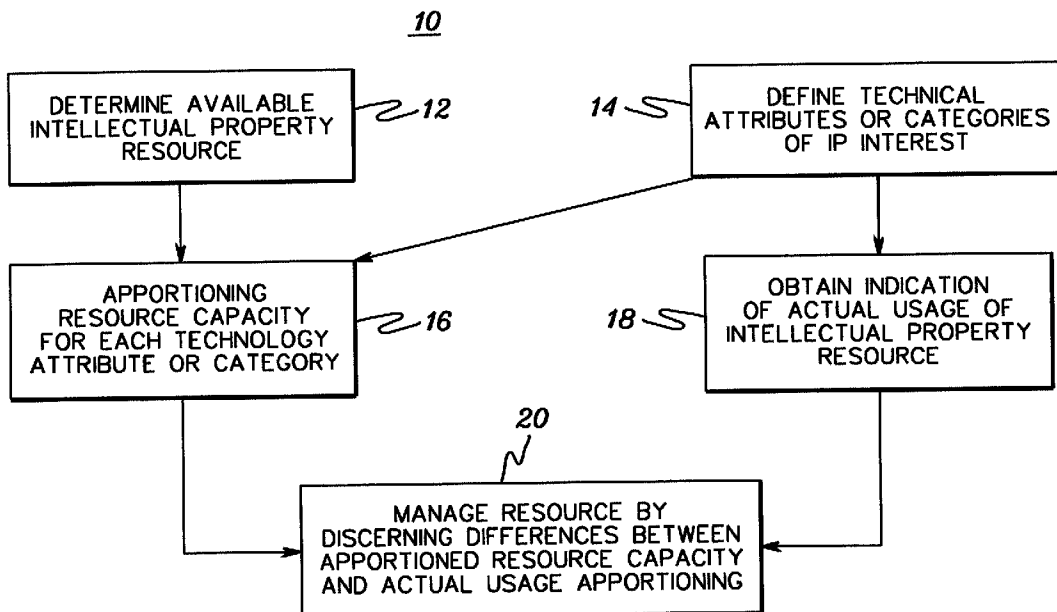 10
DETERMINE AVAILABLE
INTELLECTUAL PROPERTY
RESOURCE
12
14
DEFINE TECHNICAL
ATTRIBUTES OR CATEGORIES
OF IP INTEREST
APPORTIONING
RESOURCE CAPACITY
FOR EACH TECHNOLOGY
ATTRIBUTE OR CATEGORY
16
18
OBTAIN INDICATION
OF ACTUAL USAGE OF
INTELLECTUAL PROPERTY
RESOURCE
20
MANAGE RESOURCE BY
DISCERNING DIFFERENCES BETWEEN
APPORTIONED RESOURCE CAPACITY
AND ACTUAL USAGE APPORTIONING